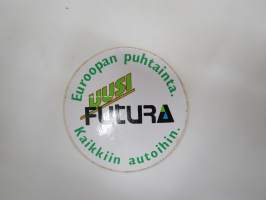 Euroopan puhtainta.
UUSI
FUTURA
Kaikkiin autoihin.